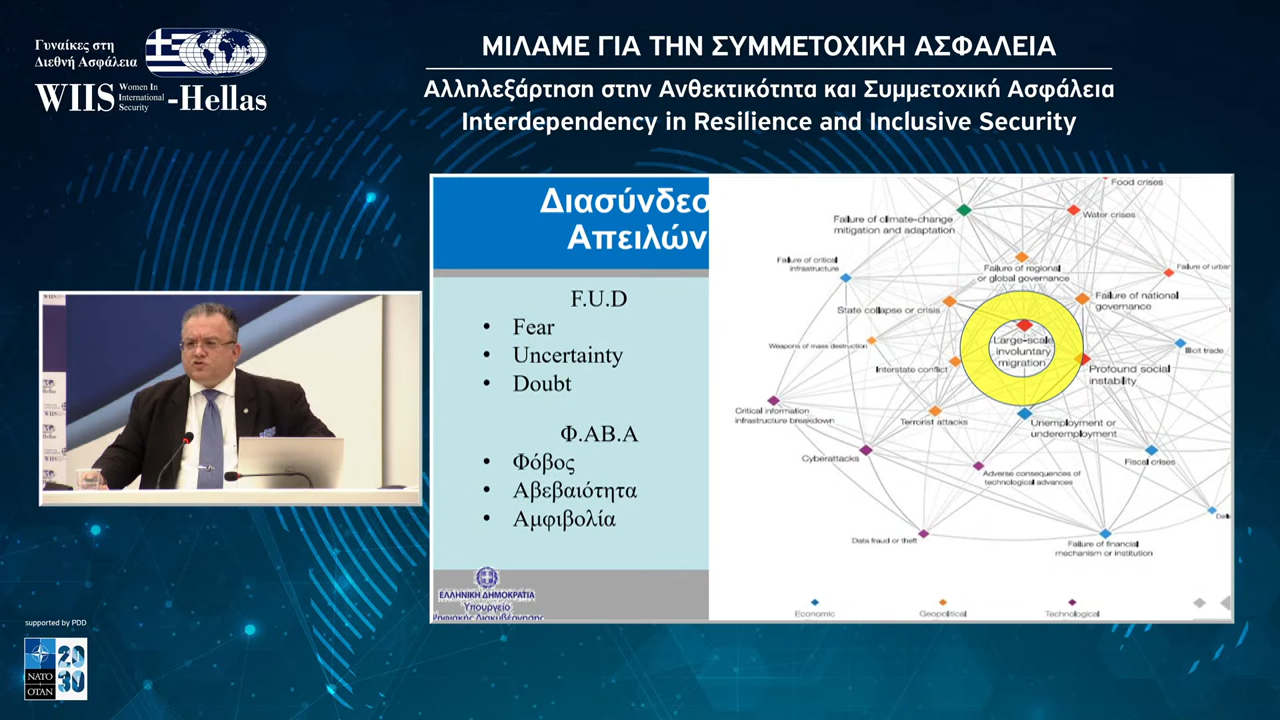 Γυναίκες στη
Διεθνή Ασφάλεια
WIIS Women In International Security -Hellas
ΜΙΛΑΜΕ ΓΙΑ ΤΗΝ ΣΥΜΜΕΤΟΧΙΚΗ ΑΣΦΑΛΕΙΑ
Αλληλεξάρτηση στην Ανθεκτικότητα και Συμμετοχική Ασφάλεια
Interdependency in Resilience and Inclusive Security
Διασύνδεσ
Απειλών
F.U.D
• Fear
• Uncertainty
• Doubt
Φ.ΑΒ.Α
• Φόβος
• Αβεβαιότητα
• Αμφιβολία
ΕΛΛΗΝΙΚΗ ΔΗΜΟΚΡΑΤΙΑ
Υπουργείο
Ψηφιακής Διακυβέρνησης
Food crises
Failure of climate-change
mitigation and adaptation
Water crises
Failure of critical
infrastructure
Failure of regional
or global governance
Failure of urban
State collapse or crisis
Failure of national
governance
Weapons of mass destruction
Large-scale
involuntary
migration
Illicit trade
Interstate conflict
Profound social
instability
Critical information
infrastructure breakdown
Terrorist attacks
Unemployment or
underemployment
Cyberattacks
Adverse consequences of
technological advances
Fiscal crises
Data fraud or theft
Failure of financial
mechanism or institution
Economic
Geopolitical
Technological
supported by PDD
NATO
OTAN
20
30